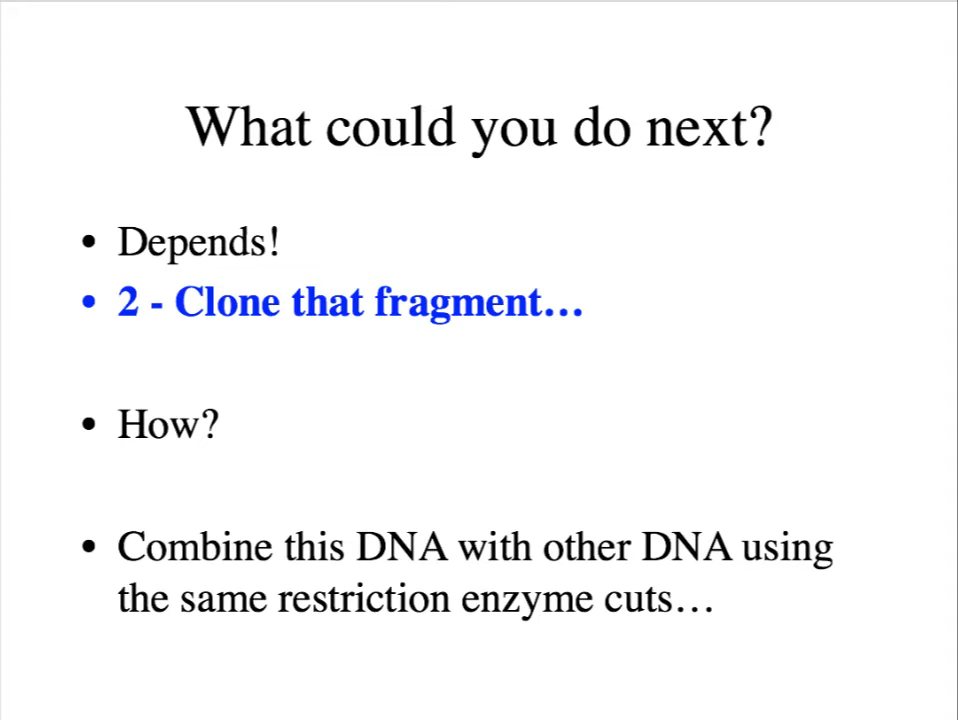 What could you do next?
• Depends!
• 2 - Clone that fragment…
• How?
• Combine this DNA with other DNA using
the same restriction enzyme cuts…